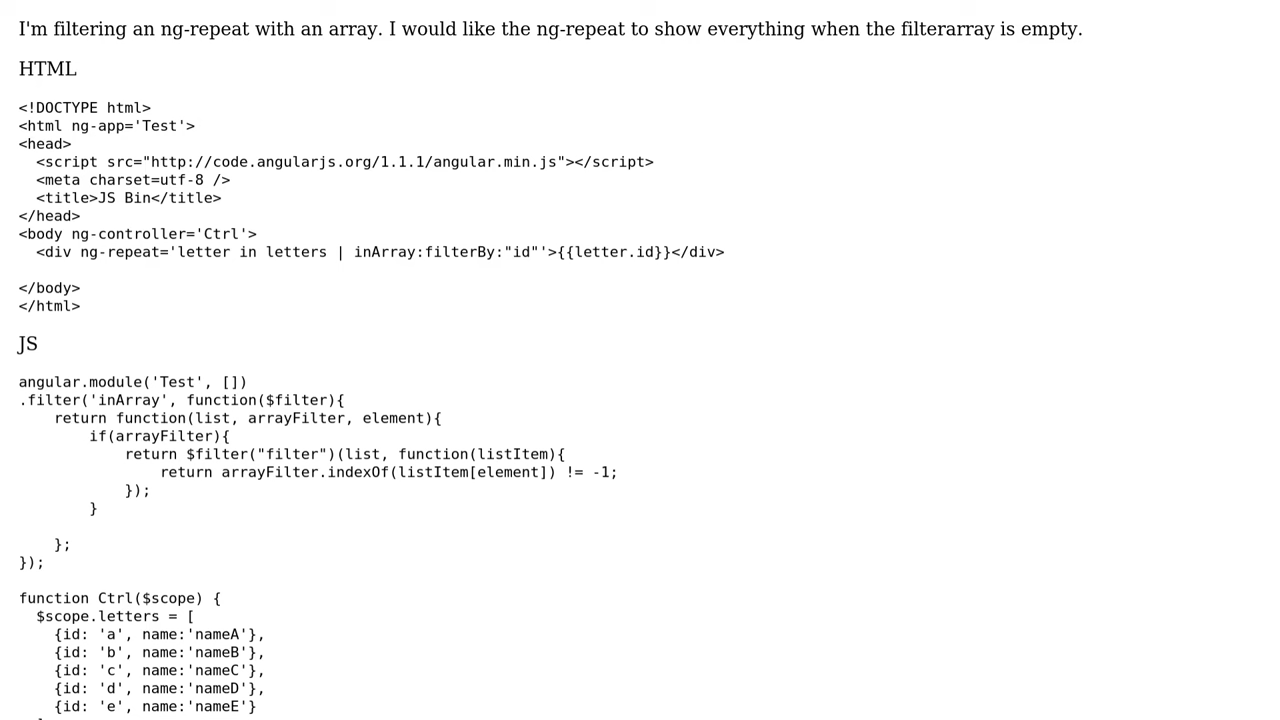 I'm filtering an ng-repeat with an array. I would like the ng-repeat to show everything when the filterarray is empty.
HTML
<!DOCTYPE html>
<html ng-app='Test'>
<head>
  <script src="http://code.angularjs.org/1.1.1/angular.min.js"></script>
  <meta charset=utf-8 />
  <title>JS Bin</title>
</head>
<body ng-controller='Ctrl'>
  <div ng-repeat='letter in letters | inArray:filterBy:"id"'>{{letter.id}}</div>

</body>
</html>
JS
angular.module('Test', [])
.filter('inArray', function($filter){
    return function(list, arrayFilter, element){
        if(arrayFilter){
            return $filter("filter")(list, function(listItem){
                return arrayFilter.indexOf(listItem[element]) != -1;
            });
        }

    };
});

function Ctrl($scope) {
  $scope.letters = [
    {id: 'a', name:'nameA'},
    {id: 'b', name:'nameB'},
    {id: 'c', name:'nameC'},
    {id: 'd', name:'nameD'},
    {id: 'e', name:'nameE'}